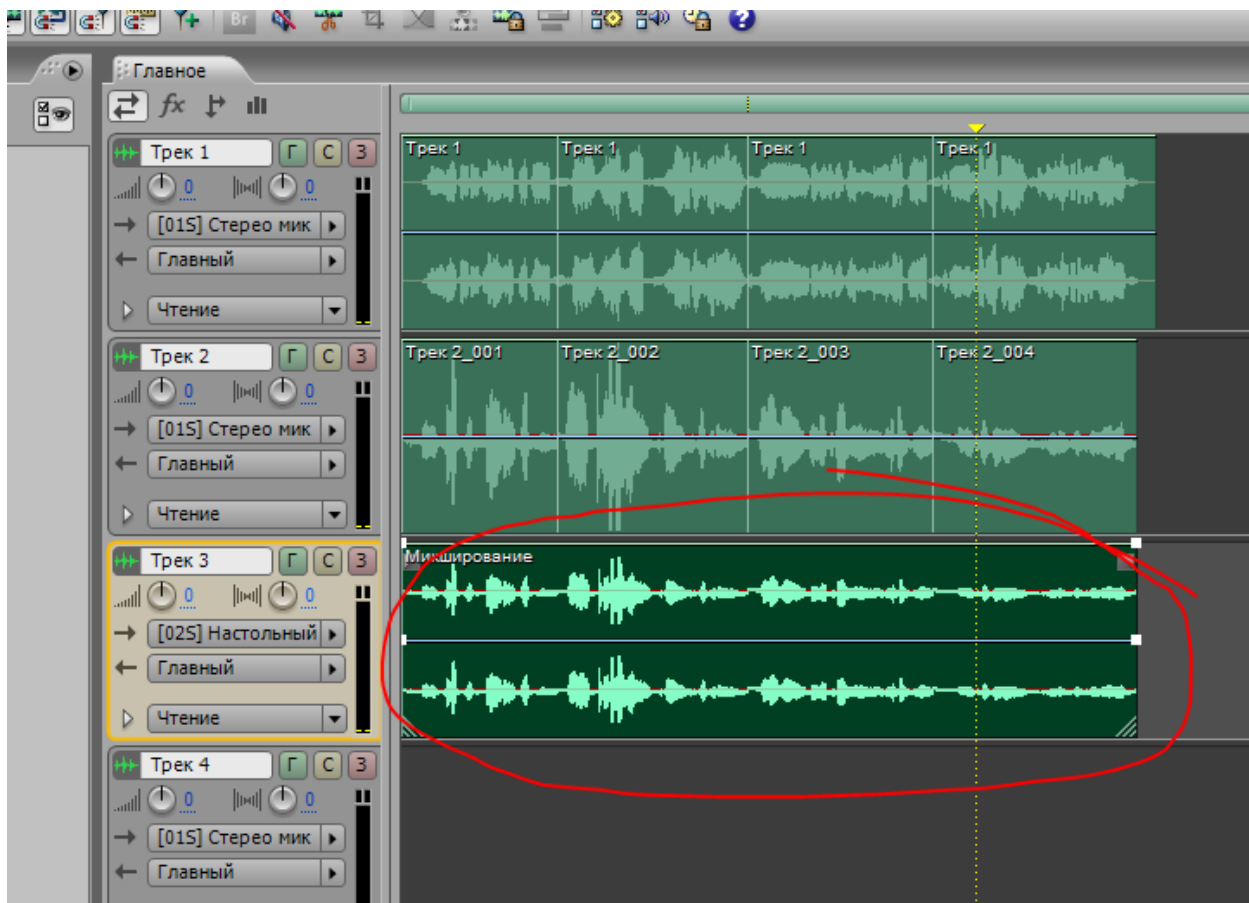 Br
?
Главное
fx
Трек 1 Г С З
0 0
[01S] Стерео мик
Главный
Чтение
Трек 1 Трек 1 Трек 1 Трек 1
Трек 2 Г С З
0 0
[01S] Стерео мик
Главный
Чтение
Трек 2_001 Трек 2_002 Трек 2_003 Трек 2_004
Трек 3 Г С З
0 0
[02S] Настольный
Главный
Чтение
Микширование
Трек 4 Г С З
0 0
[01S] Стерео мик
Главный